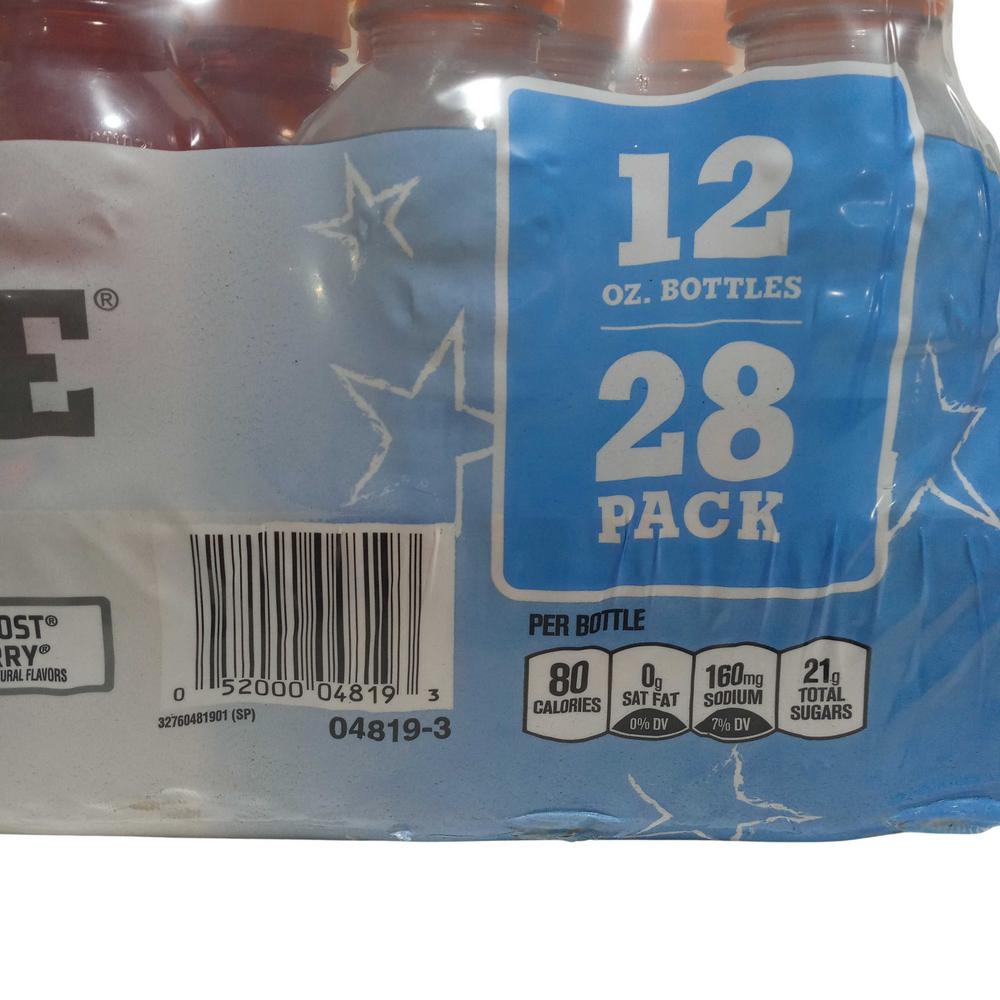 12
OZ. BOTTLES
28
PACK
E®
OST®
RRY®
URAL FLAVORS
0 52000 04819 3
32760481901 (SP)
04819-3
PER BOTTLE
80
CALORIES
0g
SAT FAT
0% DV
160mg
SODIUM
7% DV
21g
TOTAL
SUGARS